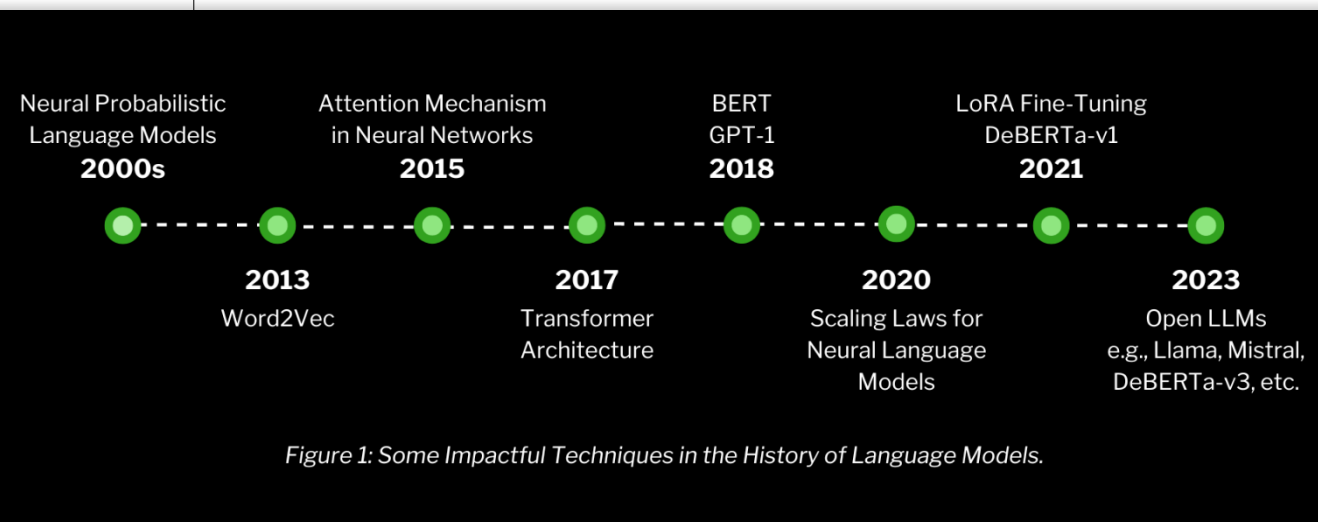 Neural Probabilistic
Language Models
2000s
Attention Mechanism
in Neural Networks
2015
BERT
GPT-1
2018
LoRA Fine-Tuning
DeBERTa-v1
2021
2013
Word2Vec
2017
Transformer
Architecture
2020
Scaling Laws for
Neural Language
Models
2023
Open LLMs
e.g., Llama, Mistral,
DeBERTa-v3, etc.
Figure 1: Some Impactful Techniques in the History of Language Models.